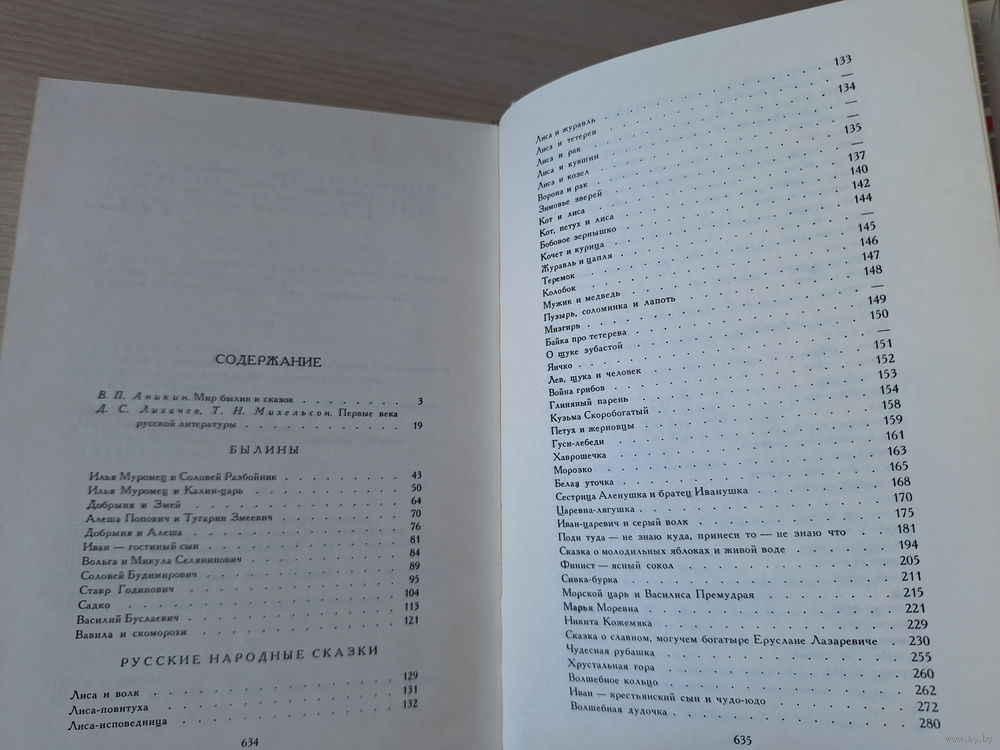 СОДЕРЖАНИЕ
В. П. Аникин. Мир былин и сказок . . . . . . . . . 3
Д. С. Лихачев, Т. Н. Михельсон. Первые века
русской литературы . . . . . . . . . . . 19
БЫЛИНЫ
Илья Муромец и Соловей Разбойник . . . . . . . . 43
Илья Муромец и Калин-царь . . . . . . . . . . 50
Добрыня и Змей . . . . . . . . . . . . . 64
Алеша Попович и Тугарин Змеевич . . . . . . . . 70
Добрыня и Алеша . . . . . . . . . . . . . 76
Иван — гостиный сын . . . . . . . . . . . . 81
Вольга и Микула Селянинович . . . . . . . . . 84
Соловей Будимирович . . . . . . . . . . . . 89
Ставр Годинович . . . . . . . . . . . . . 95
Садко . . . . . . . . . . . . . . . . 104
Василий Буслаевич . . . . . . . . . . . . . 113
Вавила и скоморохи . . . . . . . . . . . . 121
РУССКИЕ НАРОДНЫЕ СКАЗКИ
Лиса и волк . . . . . . . . . . . . . . 129
Лиса-повитуха . . . . . . . . . . . . . . 131
Лиса-исповедница . . . . . . . . . . . . . 132
634
Лиса и журавль . . . . . . . . . . . . .
Лиса и тетерев . . . . . . . . . . . . . 133
Лиса и рак . . . . . . . . . . . . . . —
Лиса и кувшин . . . . . . . . . . . . . 134
Лиса и козел . . . . . . . . . . . . . —
Ворона и рак . . . . . . . . . . . . . 135
Зимовье зверей . . . . . . . . . . . . —
Кот и лиса . . . . . . . . . . . . . . 137
Кот, петух и лиса . . . . . . . . . . . 140
Бобовое зернышко . . . . . . . . . . . 142
Кочет и курица . . . . . . . . . . . . 144
Журавль и цапля . . . . . . . . . . . . —
Теремок . . . . . . . . . . . . . . . 145
Колобок . . . . . . . . . . . . . . . 146
Мужик и медведь . . . . . . . . . . . . 147
Пузырь, соломинка и лапоть . . . . . . . . 148
Мизгирь . . . . . . . . . . . . . . . —
Байка про тетерева . . . . . . . . . . . 149
О щуке зубастой . . . . . . . . . . . . 150
Яичко . . . . . . . . . . . . . . . —
Лев, щука и человек . . . . . . . . . . . 151
Война грибов . . . . . . . . . . . . . 152
Глиняный парень . . . . . . . . . . . . 153
Кузьма Скоробогатый . . . . . . . . . . . 154
Петух и жерновцы . . . . . . . . . . . . 158
Гуси-лебеди . . . . . . . . . . . . . . 159
Хаврошечка . . . . . . . . . . . . . . 161
Морозко . . . . . . . . . . . . . . . 163
Белая уточка . . . . . . . . . . . . . 165
Сестрица Аленушка и братец Иванушка . . . . . 168
Царевна-лягушка . . . . . . . . . . . . 170
Иван-царевич и серый волк . . . . . . . . . 175
Поди туда — не знаю куда, принеси то — не знаю что . 181
Сказка о молодильных яблоках и живой воде . . . . 194
Финист — ясный сокол . . . . . . . . . . 205
Сивка-бурка . . . . . . . . . . . . . . 211
Морской царь и Василиса Премудрая . . . . . . 215
Марья Моревна . . . . . . . . . . . . . 221
Никита Кожемяка . . . . . . . . . . . . 229
Сказка о славном, могучем богатыре Еруслане Лазаревиче . 230
Чудесная рубашка . . . . . . . . . . . . 255
Хрустальная гора . . . . . . . . . . . . 260
Волшебное кольцо . . . . . . . . . . . . 262
Иван — крестьянский сын и чудо-юдо . . . . . . 272
Волшебная дудочка . . . . . . . . . . . . 280
635
www.ay.by